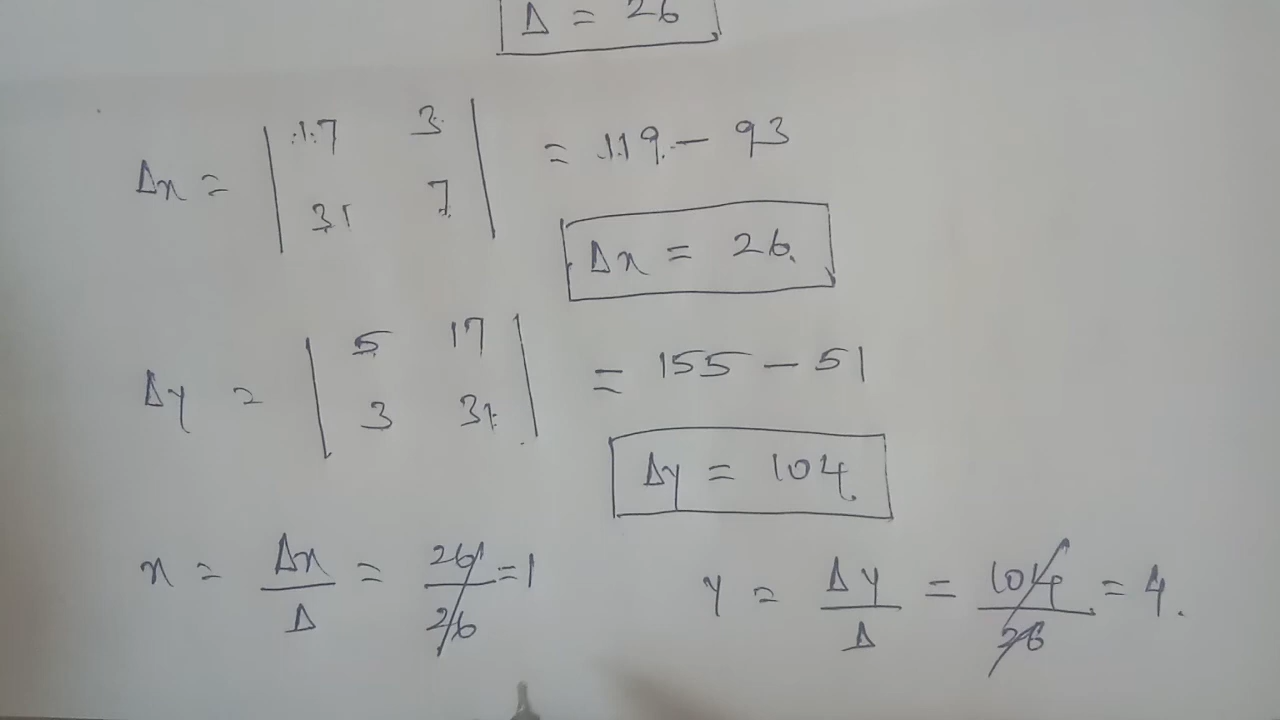 Δ = 26
Δx = | 17 3 | = 119 - 93
| 31 7 |
Δx = 26
Δy = | 5 17 | = 155 - 51
| 3 31 |
Δy = 104
x = Δx/Δ = 26/26 = 1 y = Δy/Δ = 104/26 = 4.